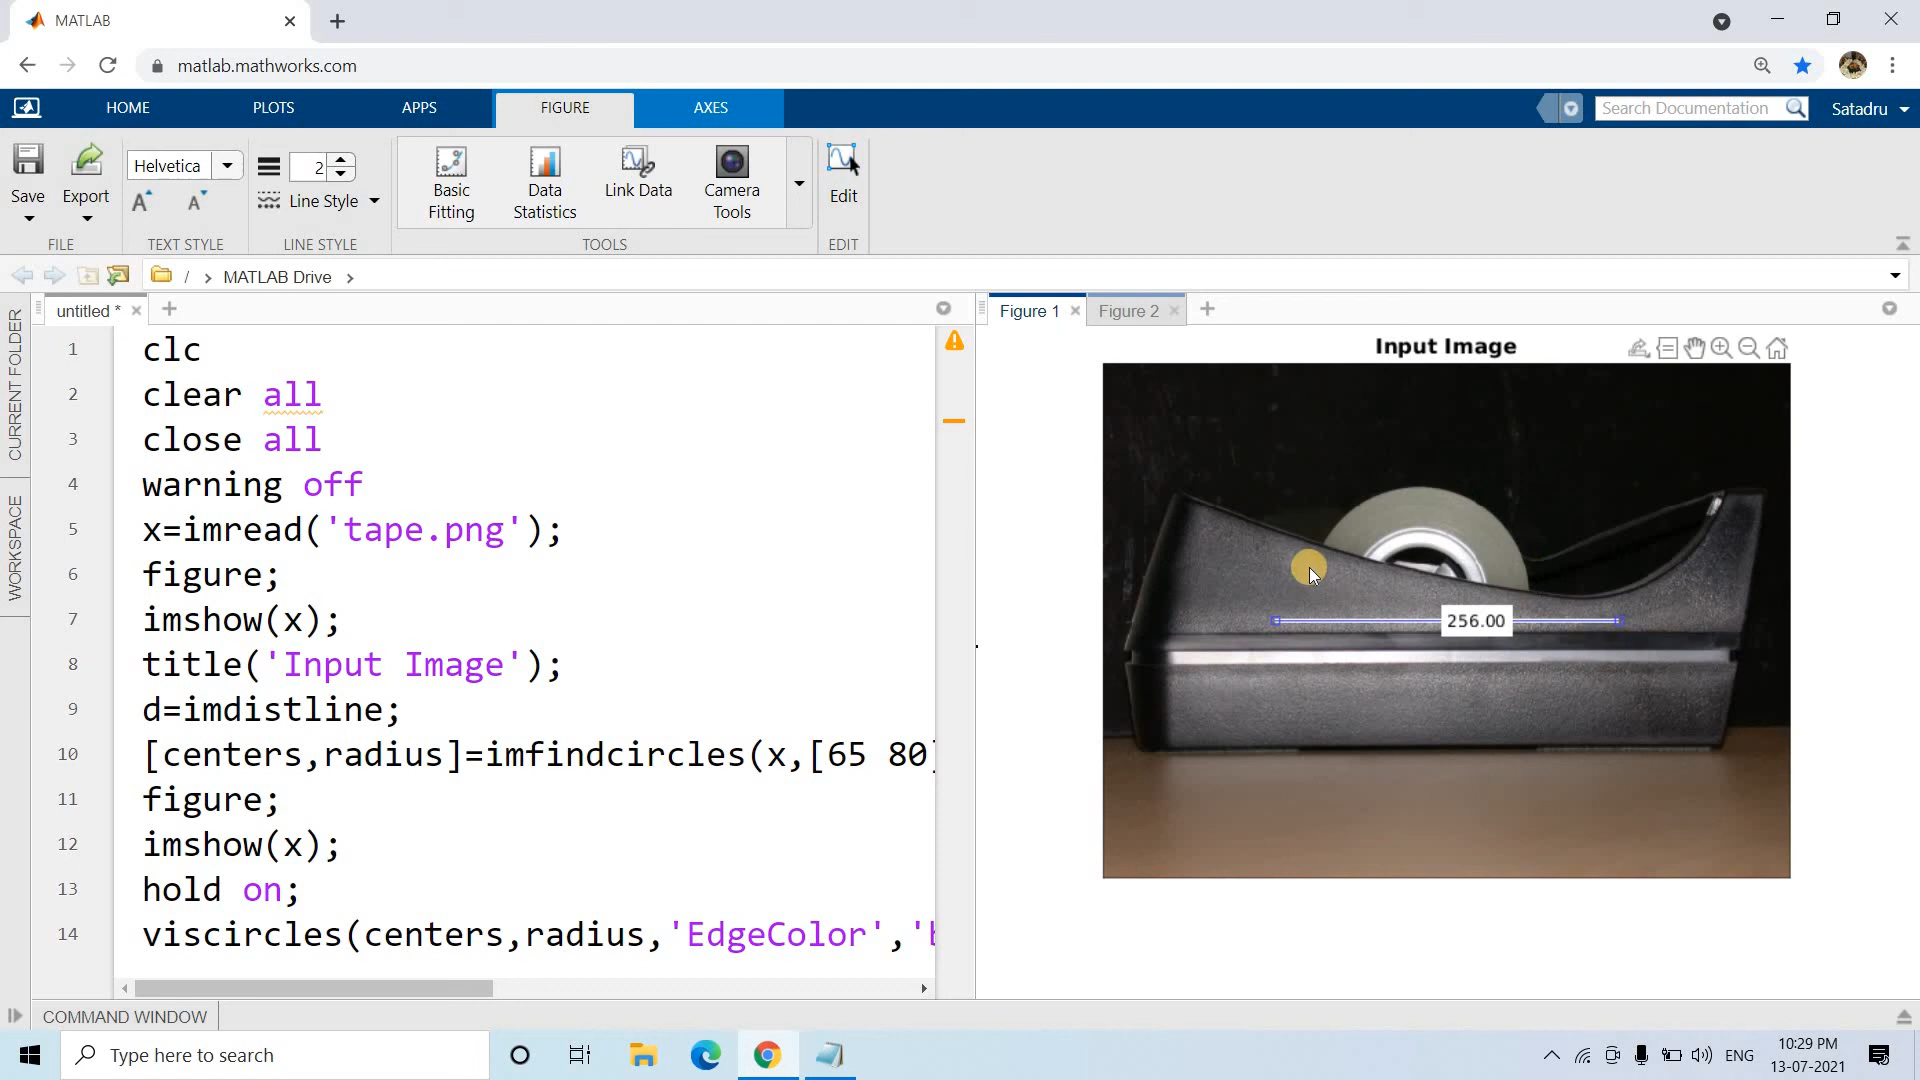 MATLAB
matlab.mathworks.com
HOME PLOTS APPS FIGURE AXES
Search Documentation Satadru
Save Export Helvetica 2 Line Style Basic Fitting Data Statistics Link Data Camera Tools Edit
FILE TEXT STYLE LINE STYLE TOOLS EDIT
/ › MATLAB Drive ›
CURRENT FOLDER
WORKSPACE
untitled *
1 clc
2 clear all
3 close all
4 warning off
5 x=imread('tape.png');
6 figure;
7 imshow(x);
8 title('Input Image');
9 d=imdistline;
10 [centers,radius]=imfindcircles(x,[65 80]
11 figure;
12 imshow(x);
13 hold on;
14 viscircles(centers,radius,'EdgeColor','b
Figure 1 Figure 2
Input Image
256.00
COMMAND WINDOW
Type here to search
ENG
10:29 PM
13-07-2021